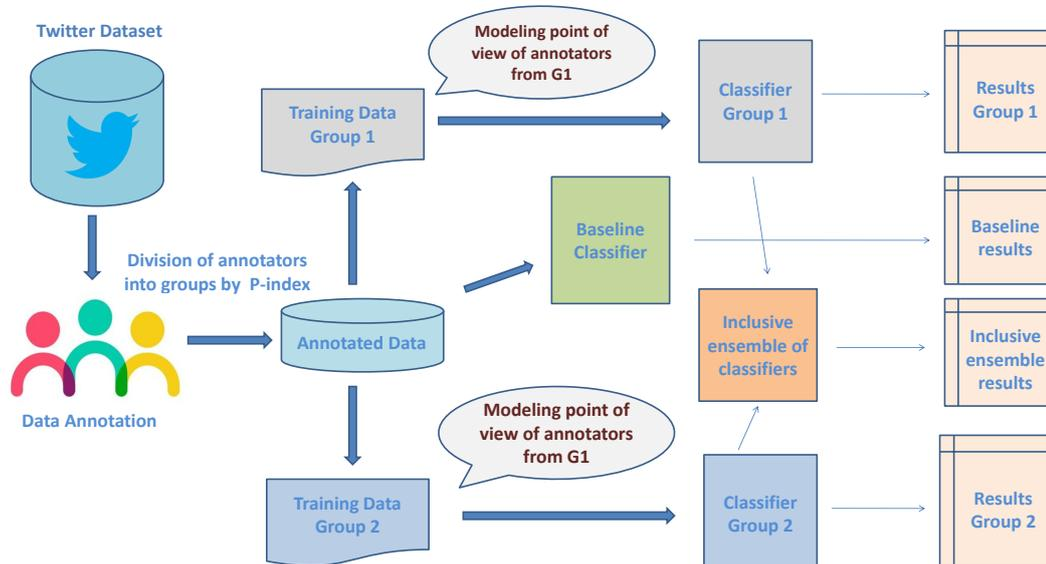 Twitter Dataset
Modeling point of
view of annotators
from G1
Training Data
Group 1
Classifier
Group 1
Results
Group 1
Baseline
Classifier
Baseline
results
Division of annotators
into groups by P-index
Annotated Data
Inclusive
ensemble of
classifiers
Inclusive
ensemble
results
Data Annotation
Modeling point of
view of annotators
from G1
Training Data
Group 2
Classifier
Group 2
Results
Group 2